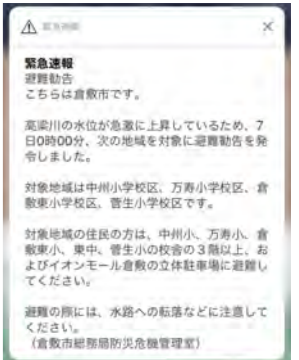 緊急速報
緊急速報
避難勧告
こちらは倉敷市です。
高梁川の水位が急激に上昇しているため、7
日0時00分、次の地域を対象に避難勧告を発
令しました。
対象地域は中州小学校区、万寿小学校区、倉
敷東小学校区、菅生小学校区です。
対象地域の住民の方は、中州小、万寿小、倉
敷東小、東中、菅生小の校舎の3階以上、お
よびイオンモール倉敷の立体駐車場に避難し
てください。
避難の際には、水路への転落などに注意して
ください。
（倉敷市総務局防災危機管理室）